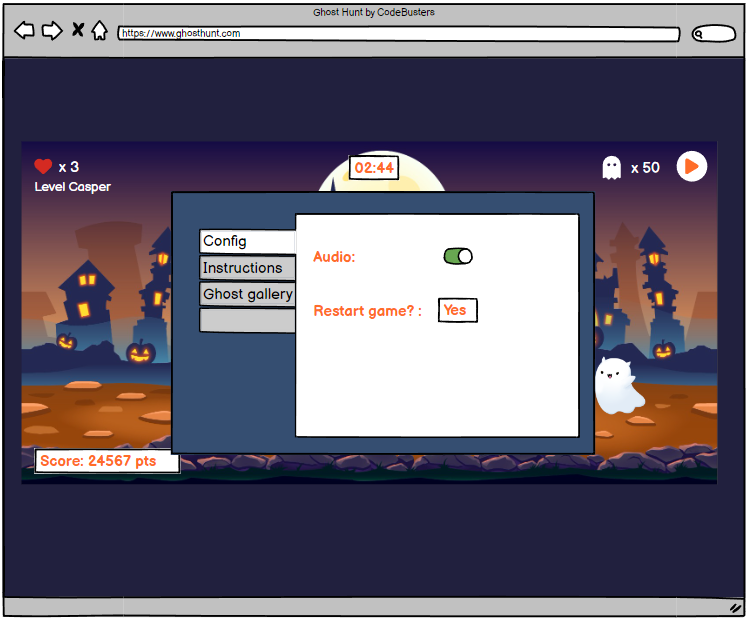 Ghost Hunt by CodeBusters
https://www.ghosthunt.com
x 3
02:44
x 50
Level Casper
Config
Instructions
Ghost gallery
Audio:
Restart game? : Yes
Score: 24567 pts